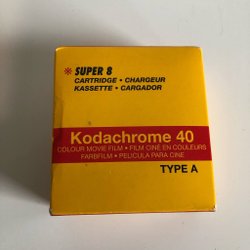 * SUPER 8
CARTRIDGE • CHARGEUR
KASSETTE • CARGADOR
Kodachrome 40
COLOUR MOVIE FILM • FILM CINÉ EN COULEURS
FARBFILM • PELICULA PARA CINE
TYPE A